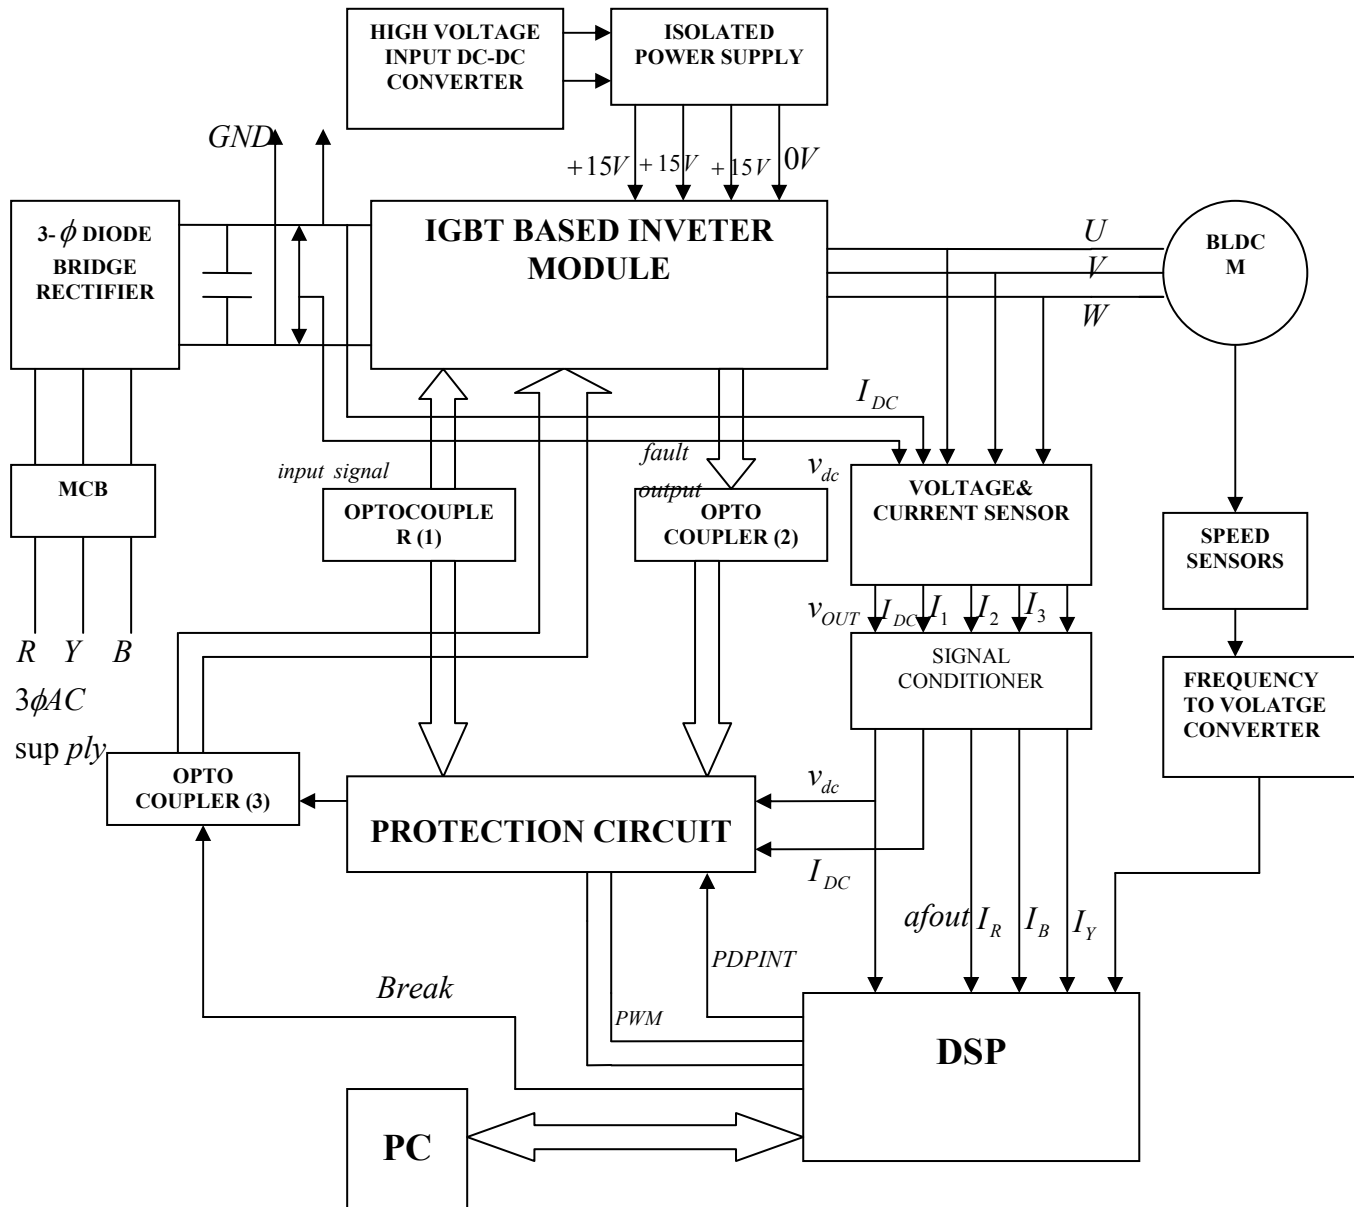 HIGH VOLTAGE
INPUT DC-DC
CONVERTER
ISOLATED
POWER SUPPLY
GND
+15V
+15V
+15V
0V
3-ϕ DIODE
BRIDGE
RECTIFIER
IGBT BASED INVETER
MODULE
U
V
W
BLDC
M
I_DC
MCB
input signal
fault
output
v_dc
OPTOCOUPLE
R (1)
OPTO
COUPLER (2)
VOLTAGE&
CURRENT SENSOR
SPEED
SENSORS
v_OUT
I_DC
I_1
I_2
I_3
R
Y
B
3ϕAC
sup ply
SIGNAL
CONDITIONER
FREQUENCY
TO VOLATGE
CONVERTER
OPTO
COUPLER (3)
PROTECTION CIRCUIT
v_dc
I_DC
afout
I_R
I_B
I_Y
PDPINT
Break
PWM
DSP
PC